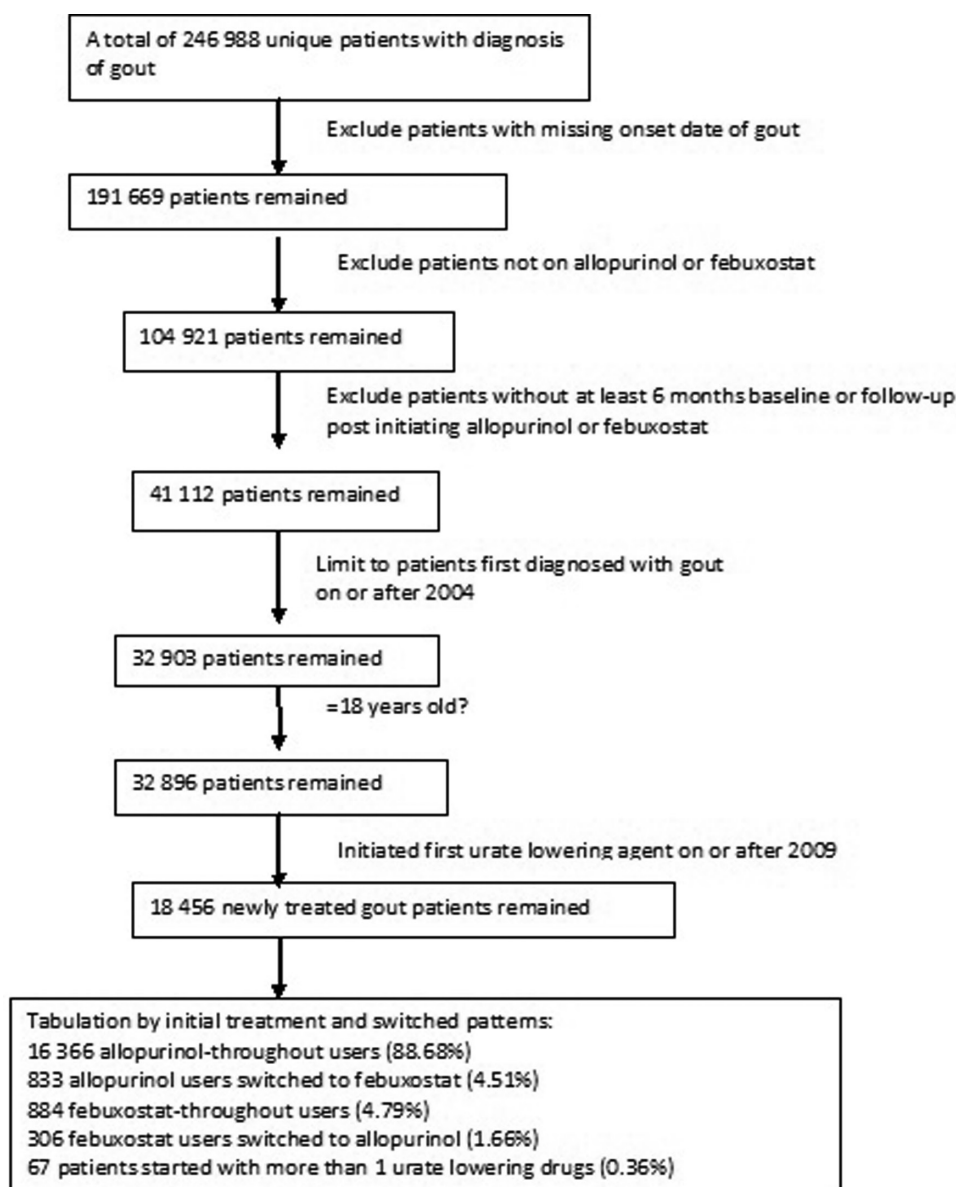 A total of 246 988 unique patients with diagnosis
of gout
Exclude patients with missing onset date of gout
191 669 patients remained
Exclude patients not on allopurinol or febuxostat
104 921 patients remained
Exclude patients without at least 6 months baseline or follow-up
post initiating allopurinol or febuxostat
41 112 patients remained
Limit to patients first diagnosed with gout
on or after 2004
32 903 patients remained
=18 years old?
32 896 patients remained
Initiated first urate lowering agent on or after 2009
18 456 newly treated gout patients remained
Tabulation by initial treatment and switched patterns:
16 366 allopurinol-throughout users (88.68%)
833 allopurinol users switched to febuxostat (4.51%)
884 febuxostat-throughout users (4.79%)
306 febuxostat users switched to allopurinol (1.66%)
67 patients started with more than 1 urate lowering drugs (0.36%)